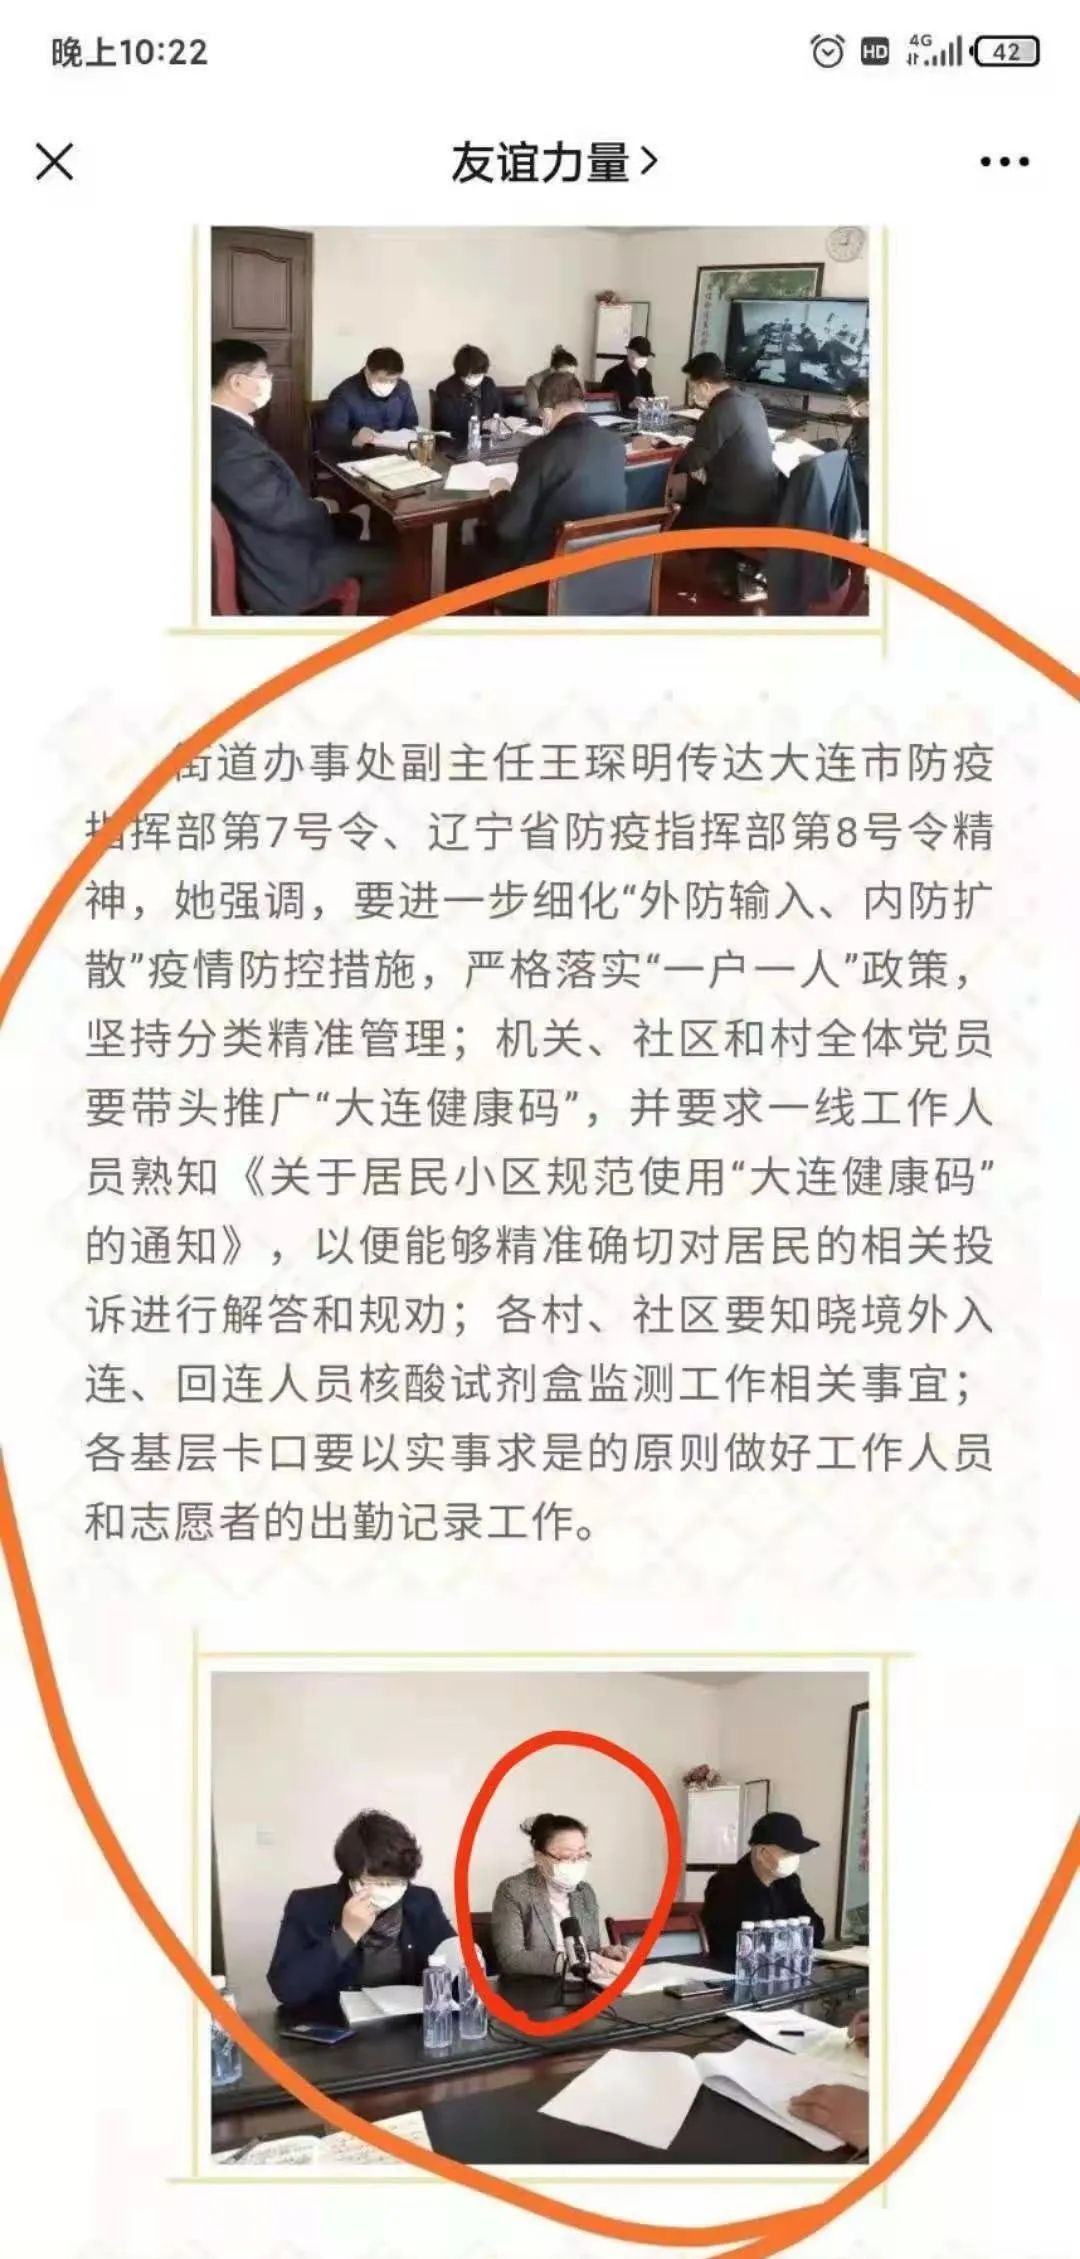 晚上10:22
HD 4G 42
友谊力量
街道办事处副主任王琛明传达大连市防疫
指挥部第7号令、辽宁省防疫指挥部第8号令精
神，她强调，要进一步细化“外防输入、内防扩
散”疫情防控措施，严格落实“一户一人”政策，
坚持分类精准管理；机关、社区和村全体党员
要带头推广“大连健康码”，并要求一线工作人
员熟知《关于居民小区规范使用“大连健康码”
的通知》，以便能够精准确切对居民的相关投
诉进行解答和规劝；各村、社区要知晓境外入
连、回连人员核酸试剂盒监测工作相关事宜；
各基层卡口要以实事求是的原则做好工作人员
和志愿者的出勤记录工作。